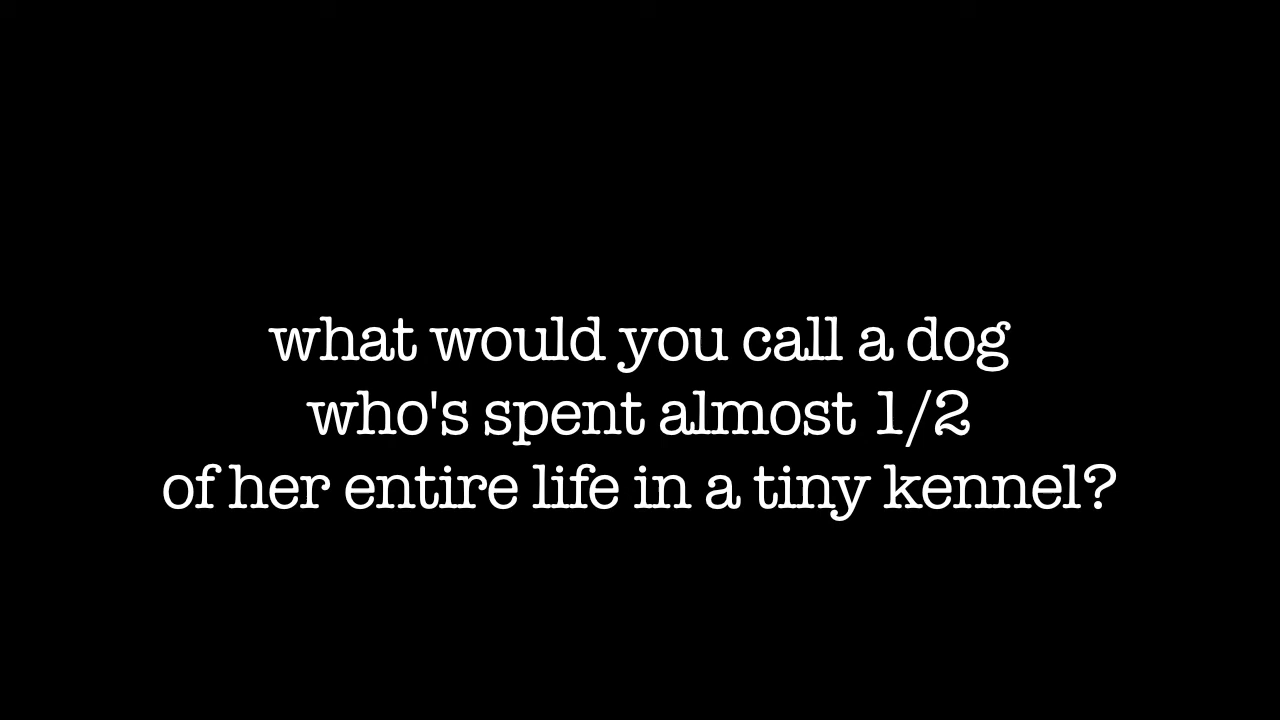 what would you call a dog
who's spent almost 1/2
of her entire life in a tiny kennel?